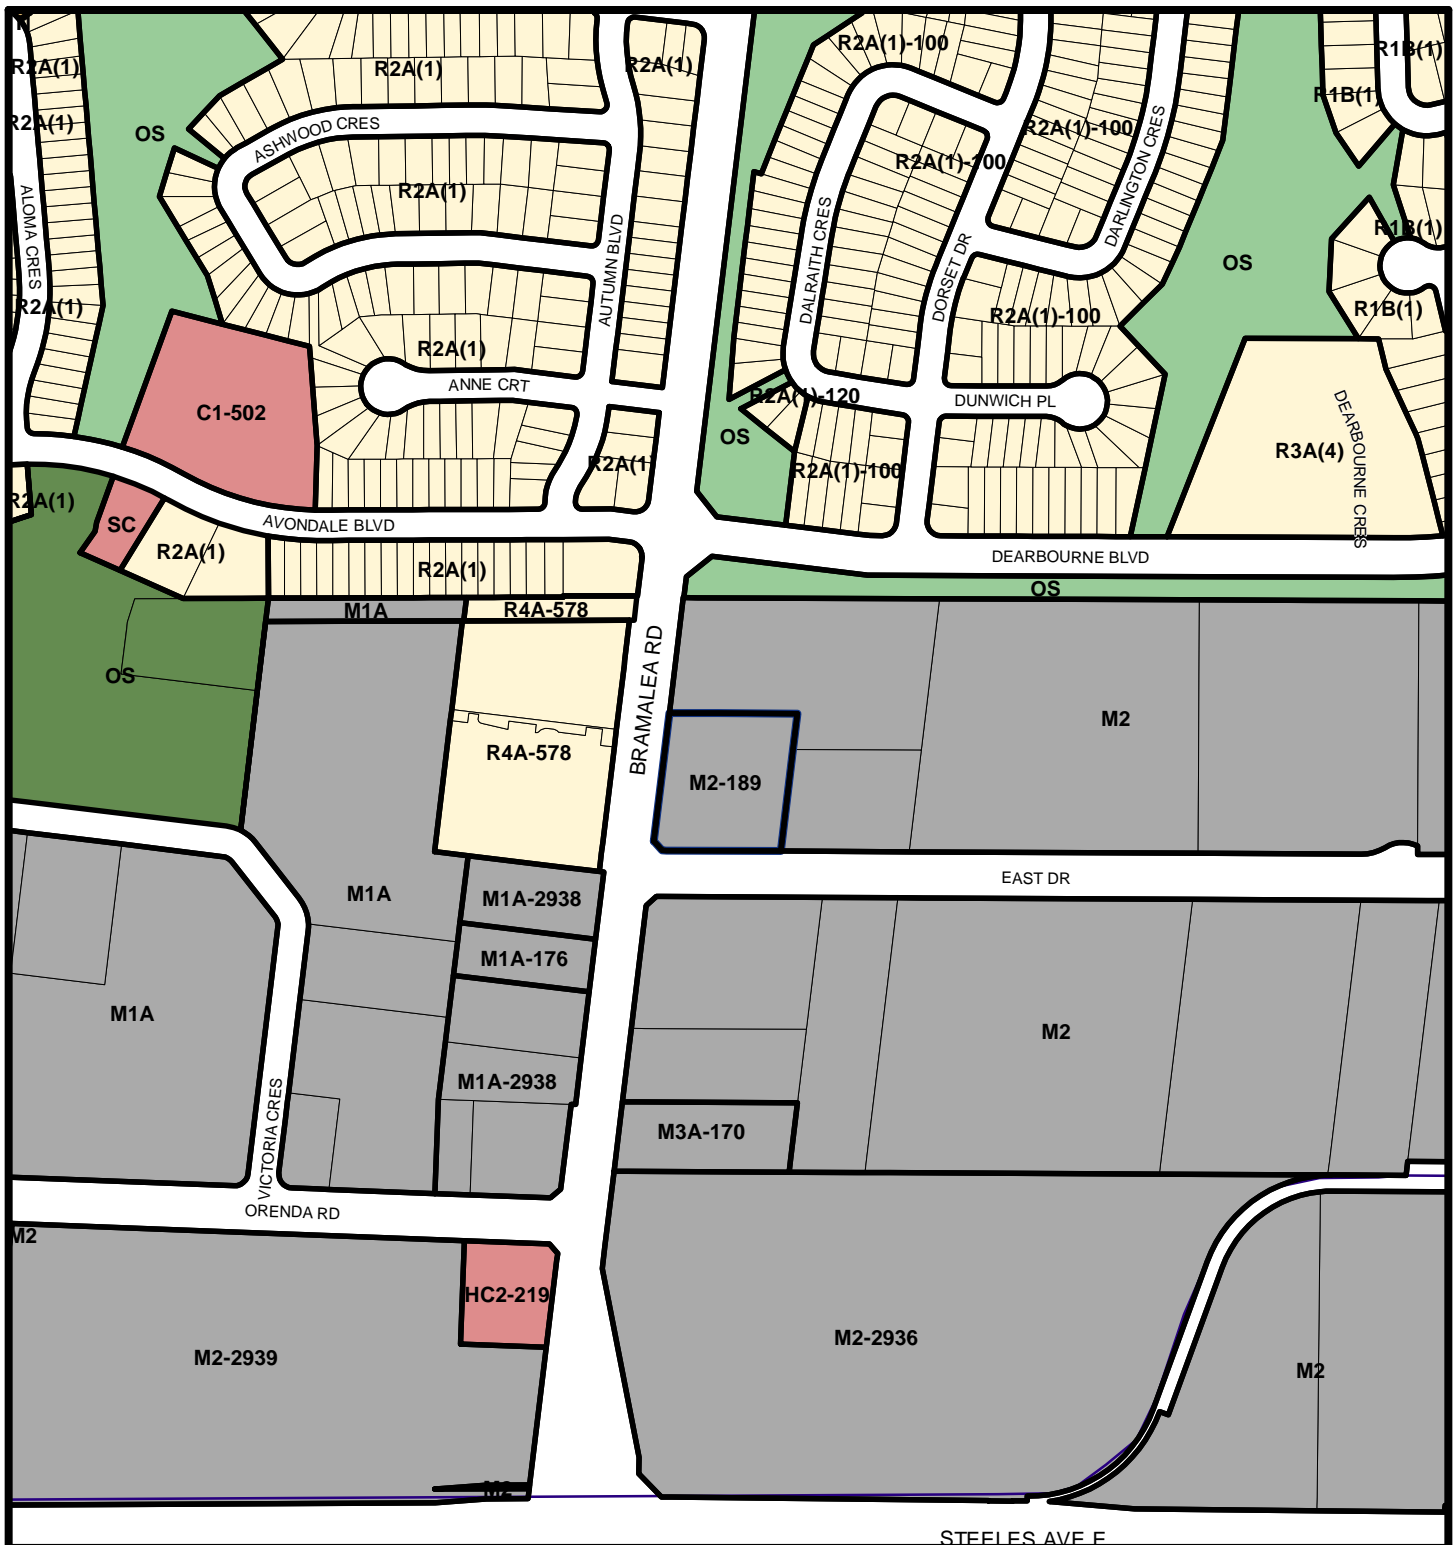 R2A(1)
R2A(1)
R2A(1)
R2A(1)-100
R1B(1)
R2A(1)
OS
ASHWOOD CRES
R2A(1)
R2A(1)-100
R2A(1)-100
DARLINGTON CRES
R1B(1)
R2A(1)
ALOMA CRES
AUTUMN BLVD
DALRAITH CRES
DORSET DR
OS
R1B(1)
R2A(1)
R2A(1)-100
R1B(1)
R2A(1)
ANNE CRT
C1-502
R2A(1)-120
DUNWICH PL
OS
R3A(4)
DEARBOURNE CRES
R2A(1)
R2A(1)-100
R2A(1)
SC
AVONDALE BLVD
R2A(1)
R2A(1)
DEARBOURNE BLVD
OS
M1A
R4A-578
OS
BRAMALEA RD
M2
R4A-578
M2-189
EAST DR
M1A
M1A-2938
M1A-176
M1A
M2
M1A-2938
M3A-170
VICTORIA CRES
ORENDA RD
M2
HC2-219
M2-2939
M2-2936
M2
M2
STEELES AVE E